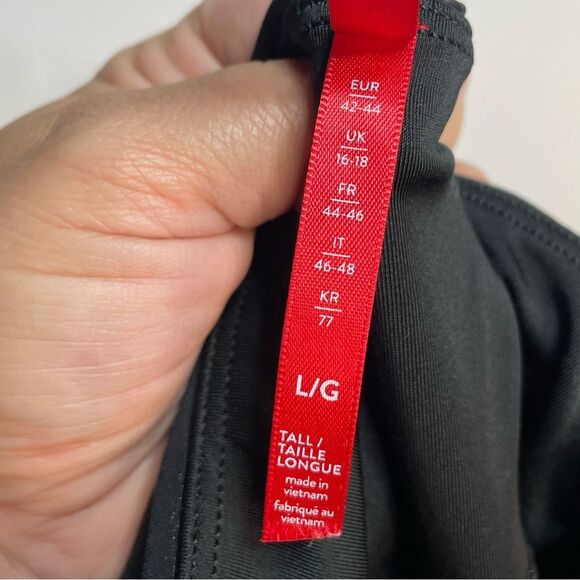 EUR
42-44
UK
16-18
FR
44-46
IT
46-48
KR
77
L/G
TALL /
TAILLE
LONGUE
made in
vietnam
fabriqué au
vietnam